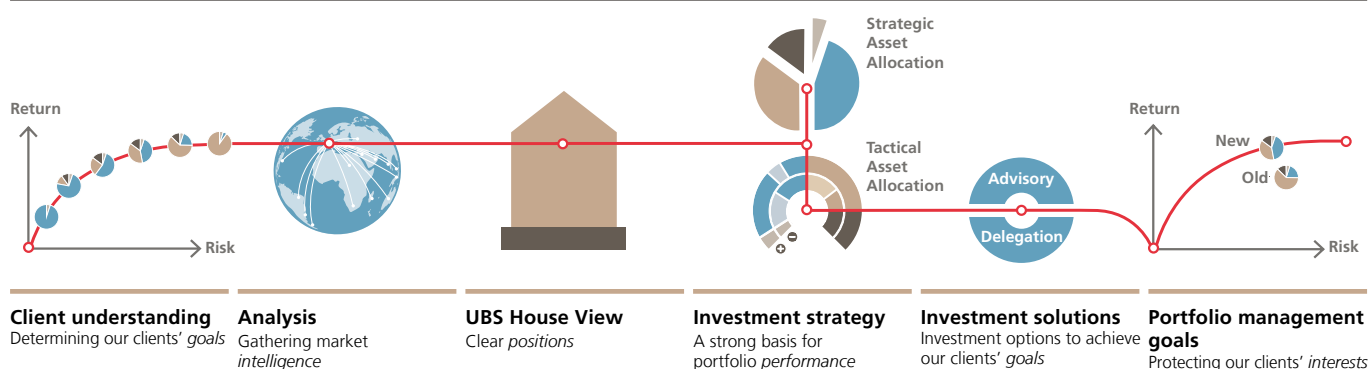 Return
Risk
Strategic
Asset
Allocation
Tactical
Asset
Allocation
Advisory
Delegation
Return
New
Old
Risk
Client understanding
Determining our clients' goals
Analysis
Gathering market
intelligence
UBS House View
Clear positions
Investment strategy
A strong basis for
portfolio performance
Investment solutions
Investment options to achieve
our clients' goals
Portfolio management
goals
Protecting our clients' interests